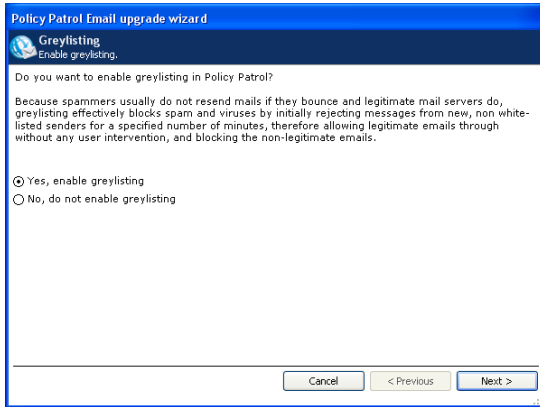 Policy Patrol Email upgrade wizard
Greylisting
Enable greylisting.
Do you want to enable greylisting in Policy Patrol?
Because spammers usually do not resend mails if they bounce and legitimate mail servers do,
greylisting effectively blocks spam and viruses by initially rejecting messages from new, non white-
listed senders for a specified number of minutes, therefore allowing legitimate emails through
without any user intervention, and blocking the non-legitimate emails.
Yes, enable greylisting
No, do not enable greylisting
Cancel
< Previous
Next >